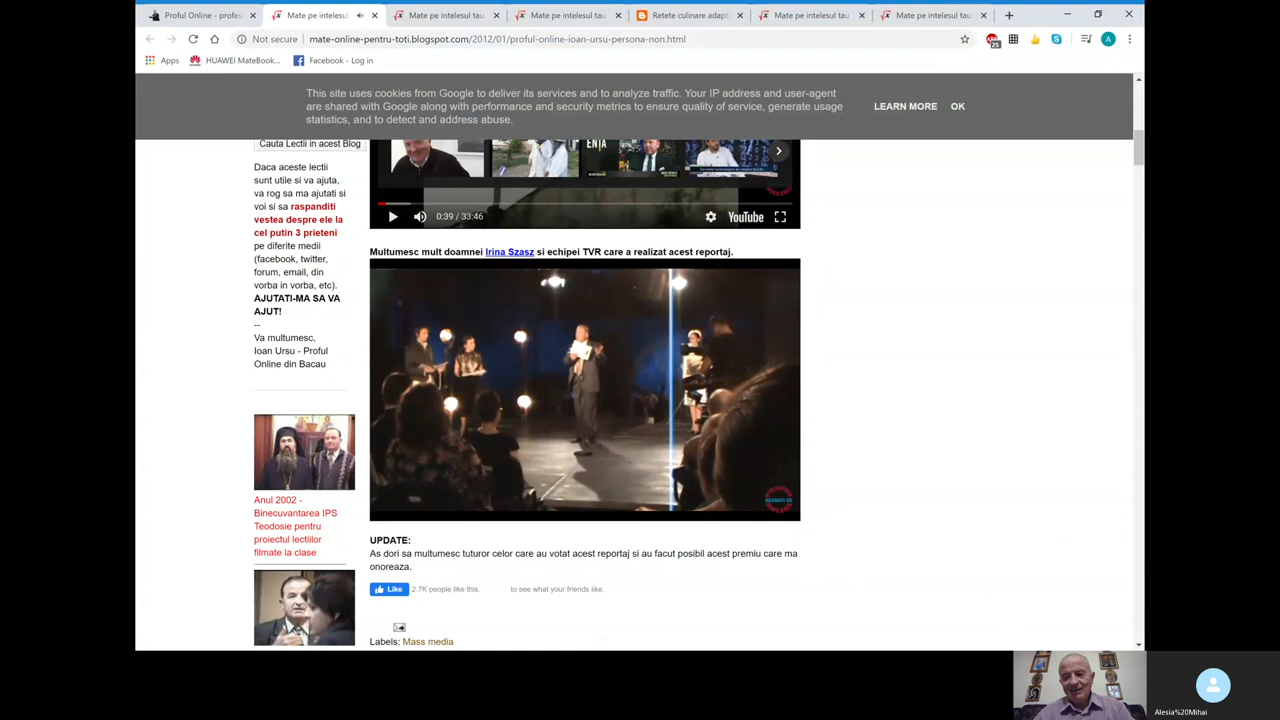 Proful Online - profes
Mate pe intelesul
Mate pe intelesul tau
Mate pe intelesul tau
Retete culinare adapt
Mate pe intelesul tau
Mate pe intelesul tau
Not secure
mate-online-pentru-toti.blogspot.com/2012/01/proful-online-ioan-ursu-persona-non.html
25
A
Apps
HUAWEI MateBook...
Facebook - Log in
This site uses cookies from Google to deliver its services and to analyze traffic. Your IP address and user-agent
are shared with Google along with performance and security metrics to ensure quality of service, generate usage
statistics, and to detect and address abuse.
LEARN MORE OK
Cauta Lectii in acest Blog
Daca aceste lectii
sunt utile si va ajuta,
va rog sa ma ajutati si
voi si sa raspanditi
vestea despre ele la
cel putin 3 prieteni
pe diferite medii
(facebook, twitter,
forum, email, din
vorba in vorba, etc).
AJUTATI-MA SA VA
AJUT!
--
Va multumesc,
Ioan Ursu - Proful
Online din Bacau
Anul 2002 -
Binecuvantarea IPS
Teodosie pentru
proiectul lectiilor
filmate la clase
ENIA
0:39 / 33:46
YouTube
Multumesc mult doamnei Irina Szasz si echipei TVR care a realizat acest reportaj.
ABONATE VA
UPDATE:
As dori sa multumesc tuturor celor care au votat acest reportaj si au facut posibil acest premiu care ma
onoreaza.
Like 2.7K people like this. to see what your friends like.
Labels: Mass media
Alesia%20Mihai